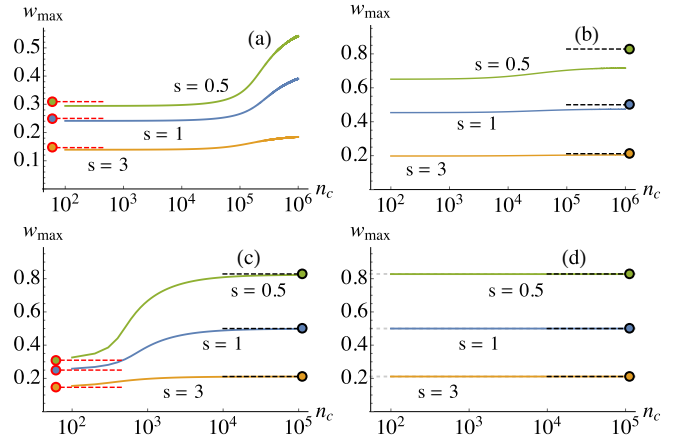 w_max
(a)
0.5
0.4
0.3
0.2
0.1
s = 0.5
s = 1
s = 3
10^2 10^3 10^4 10^5 10^6 n_c
w_max
(b)
0.8
0.6
0.4
0.2
s = 0.5
s = 1
s = 3
10^2 10^3 10^4 10^5 10^6 n_c
w_max
(c)
0.8
0.6
0.4
0.2
s = 0.5
s = 1
s = 3
10^2 10^3 10^4 10^5 n_c
w_max
(d)
0.8
0.6
0.4
0.2
s = 0.5
s = 1
s = 3
10^2 10^3 10^4 10^5 n_c